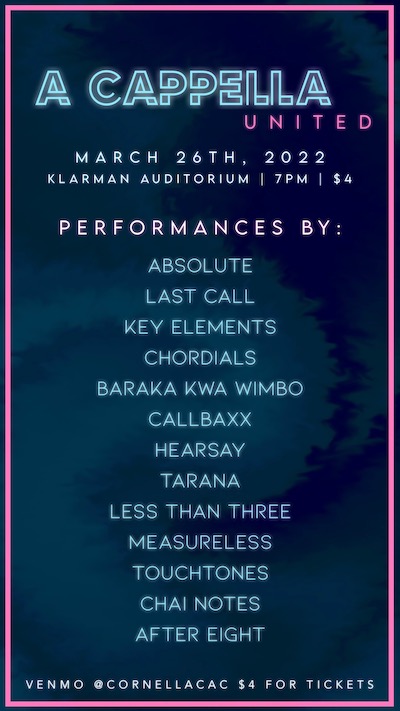 A CAPPELLA
UNITED
MARCH 26TH, 2022
KLARMAN AUDITORIUM | 7PM | $4
PERFORMANCES BY:
ABSOLUTE
LAST CALL
KEY ELEMENTS
CHORDIALS
BARAKA KWA WIMBO
CALLBAXX
HEARSAY
TARANA
LESS THAN THREE
MEASURELESS
TOUCHTONES
CHAI NOTES
AFTER EIGHT
VENMO @CORNELLACAC $4 FOR TICKETS